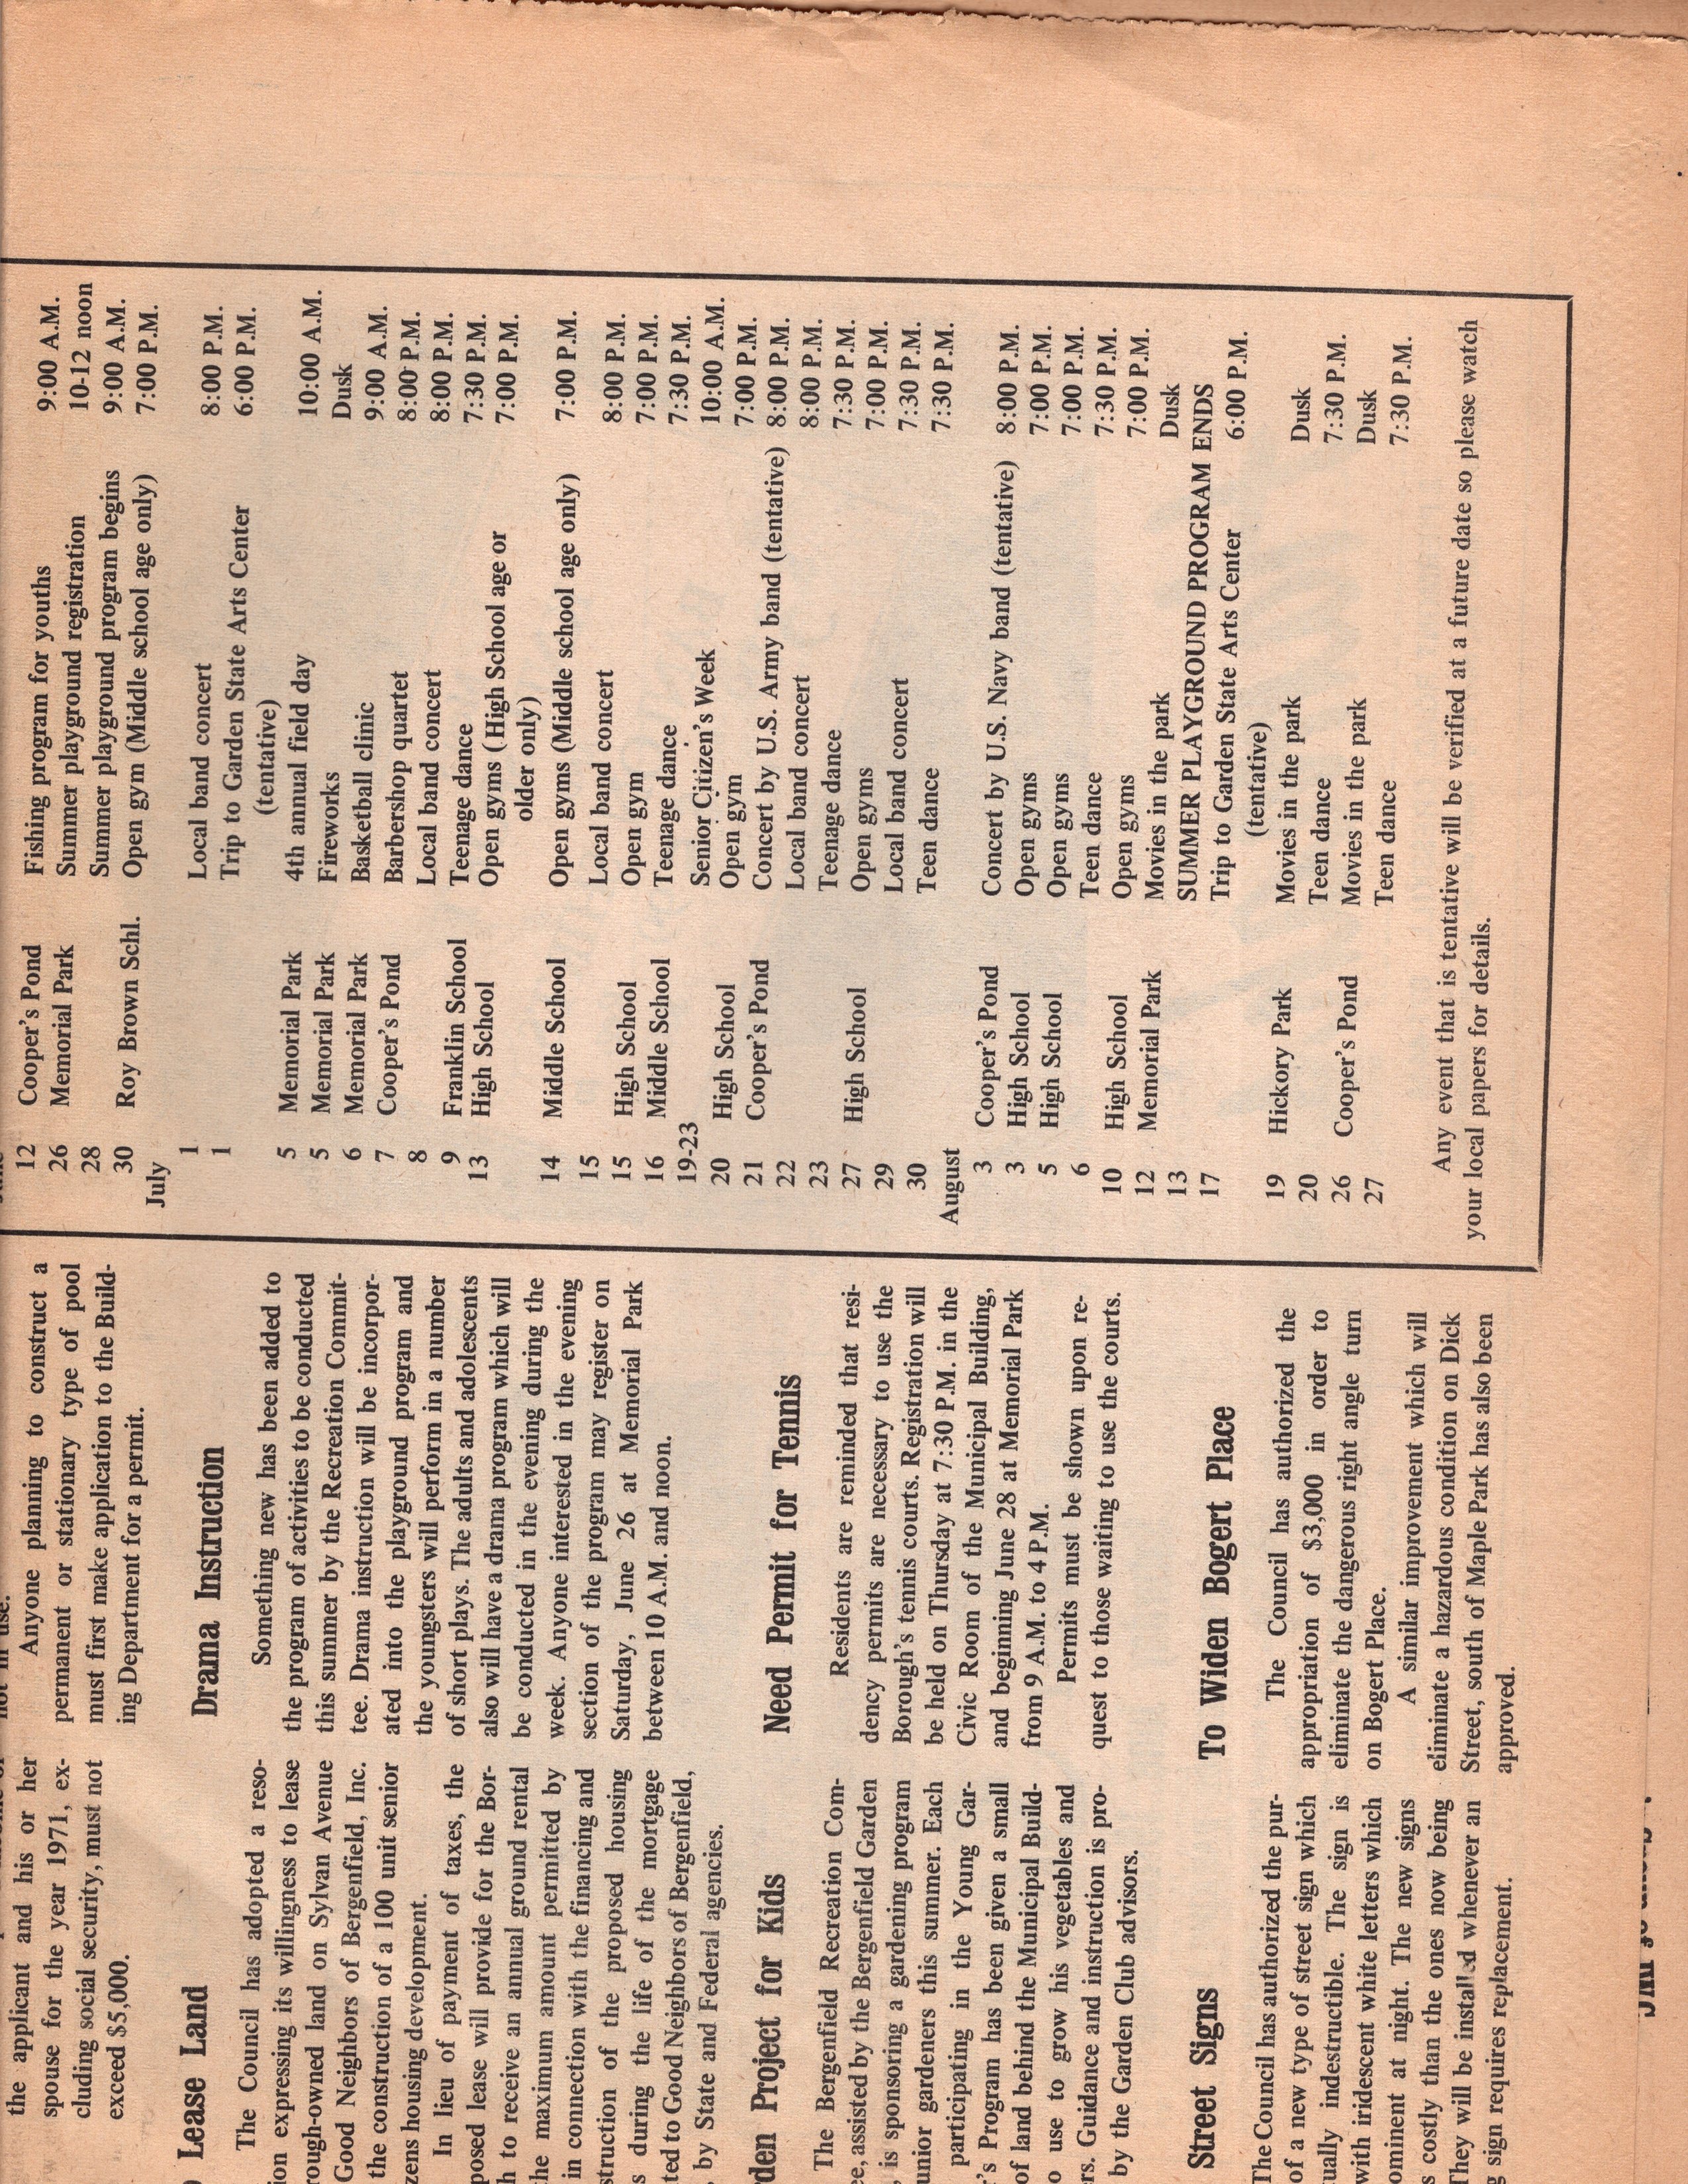 the applicant and his or her
spouse for the year 1971, ex-
cluding social security, must not
exceed $5,000.
Lease Land
The Council has adopted a reso-
ion expressing its willingness to lease
rough-owned land on Sylvan Avenue
Good Neighbors of Bergenfield, Inc.
the construction of a 100 unit senior
zens housing development.
In lieu of payment of taxes, the
posed lease will provide for the Bor-
h to receive an annual ground rental
he maximum amount permitted by
in connection with the financing and
struction of the proposed housing
s during the life of the mortgage
ted to Good Neighbors of Bergenfield,
, by State and Federal agencies.
rden Project for Kids
The Bergenfield Recreation Com-
ee, assisted by the Bergenfield Garden
, is sponsoring a gardening program
unior gardeners this summer. Each
participating in the Young Gar-
r's Program has been given a small
of land behind the Municipal Build-
o use to grow his vegetables and
ers. Guidance and instruction is pro-
by the Garden Club advisors.
Street Signs
The Council has authorized the pur-
of a new type of street sign which
tually indestructible. The sign is
with iridescent white letters which
ominent at night. The new signs
s costly than the ones now being
They will be installed whenever an
g sign requires replacement.
not in use.
Anyone planning to construct a
permanent or stationary type of pool
must first make application to the Build-
ing Department for a permit.
Drama Instruction
Something new has been added to
the program of activities to be conducted
this summer by the Recreation Commit-
tee. Drama instruction will be incorpor-
ated into the playground program and
the youngsters will perform in a number
of short plays. The adults and adolescents
also will have a drama program which will
be conducted in the evening during the
week. Anyone interested in the evening
section of the program may register on
Saturday, June 26 at Memorial Park
between 10 A.M. and noon.
Need Permit for Tennis
Residents are reminded that resi-
dency permits are necessary to use the
Borough's tennis courts. Registration will
be held on Thursday at 7:30 P.M. in the
Civic Room of the Municipal Building,
and beginning June 28 at Memorial Park
from 9 A.M. to 4 P.M.
Permits must be shown upon re-
quest to those waiting to use the courts.
To Widen Bogert Place
The Council has authorized the
appropriation of $3,000 in order to
eliminate the dangerous right angle turn
on Bogert Place.
A similar improvement which will
eliminate a hazardous condition on Dick
Street, south of Maple Park has also been
approved.
12 Cooper's Pond Fishing program for youths 9:00 A.M.
26 Memorial Park Summer playground registration 10-12 noon
28 Summer playground program begins 9:00 A.M.
30 Roy Brown Schl. Open gym (Middle school age only) 7:00 P.M.
July
1 Local band concert 8:00 P.M.
1 Trip to Garden State Arts Center 6:00 P.M.
(tentative)
5 Memorial Park 4th annual field day 10:00 A.M.
5 Memorial Park Fireworks Dusk
6 Memorial Park Basketball clinic 9:00 A.M.
7 Cooper's Pond Barbershop quartet 8:00 P.M.
8 Local band concert 8:00 P.M.
9 Franklin School Teenage dance 7:30 P.M.
13 High School Open gyms (High School age or 7:00 P.M.
older only)
14 Middle School Open gyms (Middle school age only) 7:00 P.M.
15 Local band concert 8:00 P.M.
15 High School Open gym 7:00 P.M.
16 Middle School Teenage dance 7:30 P.M.
19-23 Senior Citizen's Week 10:00 A.M.
20 High School Open gym 7:00 P.M.
21 Cooper's Pond Concert by U.S. Army band (tentative) 8:00 P.M.
22 Local band concert 8:00 P.M.
23 Teenage dance 7:30 P.M.
27 High School Open gyms 7:00 P.M.
29 Local band concert 7:30 P.M.
30 Teen dance 7:30 P.M.
August
3 Cooper's Pond Concert by U.S. Navy band (tentative) 8:00 P.M.
3 High School Open gyms 7:00 P.M.
5 High School Open gyms 7:00 P.M.
6 Teen dance 7:30 P.M.
10 High School Open gyms 7:00 P.M.
12 Memorial Park Movies in the park Dusk
13 SUMMER PLAYGROUND PROGRAM ENDS
17 Trip to Garden State Arts Center 6:00 P.M.
(tentative)
19 Hickory Park Movies in the park Dusk
20 Teen dance 7:30 P.M.
26 Cooper's Pond Movies in the park Dusk
27 Teen dance 7:30 P.M.
Any event that is tentative will be verified at a future date so please watch
your local papers for details.